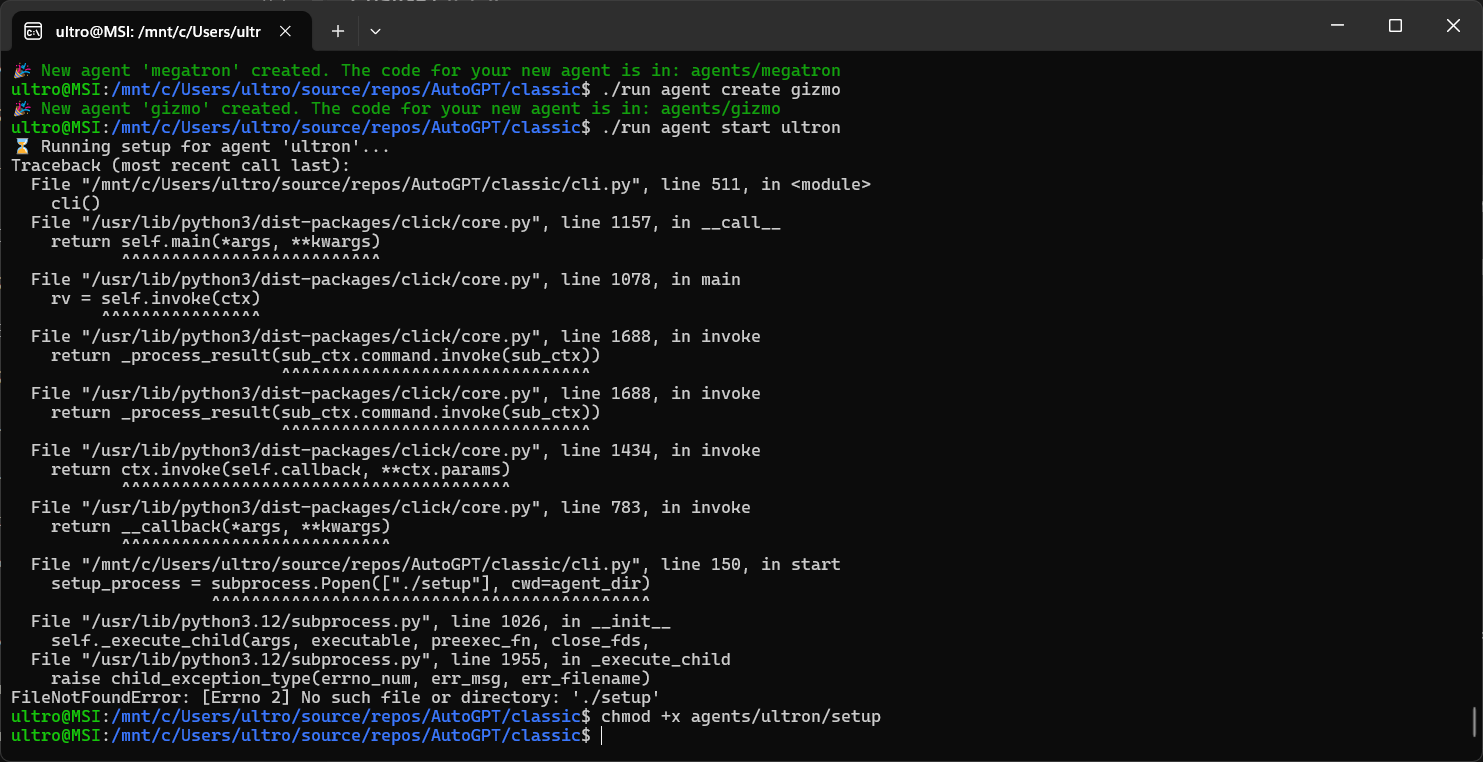 ultro@MSI: /mnt/c/Users/ultr
🎉 New agent 'megatron' created. The code for your new agent is in: agents/megatron
ultro@MSI:/mnt/c/Users/ultro/source/repos/AutoGPT/classic$ ./run agent create gizmo
🎉 New agent 'gizmo' created. The code for your new agent is in: agents/gizmo
ultro@MSI:/mnt/c/Users/ultro/source/repos/AutoGPT/classic$ ./run agent start ultron
⏳ Running setup for agent 'ultron'...
Traceback (most recent call last):
  File "/mnt/c/Users/ultro/source/repos/AutoGPT/classic/cli.py", line 511, in <module>
    cli()
  File "/usr/lib/python3/dist-packages/click/core.py", line 1157, in __call__
    return self.main(*args, **kwargs)
           ^^^^^^^^^^^^^^^^^^^^^^^^^^
  File "/usr/lib/python3/dist-packages/click/core.py", line 1078, in main
    rv = self.invoke(ctx)
         ^^^^^^^^^^^^^^^^
  File "/usr/lib/python3/dist-packages/click/core.py", line 1688, in invoke
    return _process_result(sub_ctx.command.invoke(sub_ctx))
                           ^^^^^^^^^^^^^^^^^^^^^^^^^^^^^^^
  File "/usr/lib/python3/dist-packages/click/core.py", line 1688, in invoke
    return _process_result(sub_ctx.command.invoke(sub_ctx))
                           ^^^^^^^^^^^^^^^^^^^^^^^^^^^^^^^
  File "/usr/lib/python3/dist-packages/click/core.py", line 1434, in invoke
    return ctx.invoke(self.callback, **ctx.params)
           ^^^^^^^^^^^^^^^^^^^^^^^^^^^^^^^^^^^^^^^
  File "/usr/lib/python3/dist-packages/click/core.py", line 783, in invoke
    return __callback(*args, **kwargs)
           ^^^^^^^^^^^^^^^^^^^^^^^^^^^
  File "/mnt/c/Users/ultro/source/repos/AutoGPT/classic/cli.py", line 150, in start
    setup_process = subprocess.Popen(["./setup"], cwd=agent_dir)
                    ^^^^^^^^^^^^^^^^^^^^^^^^^^^^^^^^^^^^^^^^^^^^
  File "/usr/lib/python3.12/subprocess.py", line 1026, in __init__
    self._execute_child(args, executable, preexec_fn, close_fds,
  File "/usr/lib/python3.12/subprocess.py", line 1955, in _execute_child
    raise child_exception_type(errno_num, err_msg, err_filename)
FileNotFoundError: [Errno 2] No such file or directory: './setup'
ultro@MSI:/mnt/c/Users/ultro/source/repos/AutoGPT/classic$ chmod +x agents/ultron/setup
ultro@MSI:/mnt/c/Users/ultro/source/repos/AutoGPT/classic$